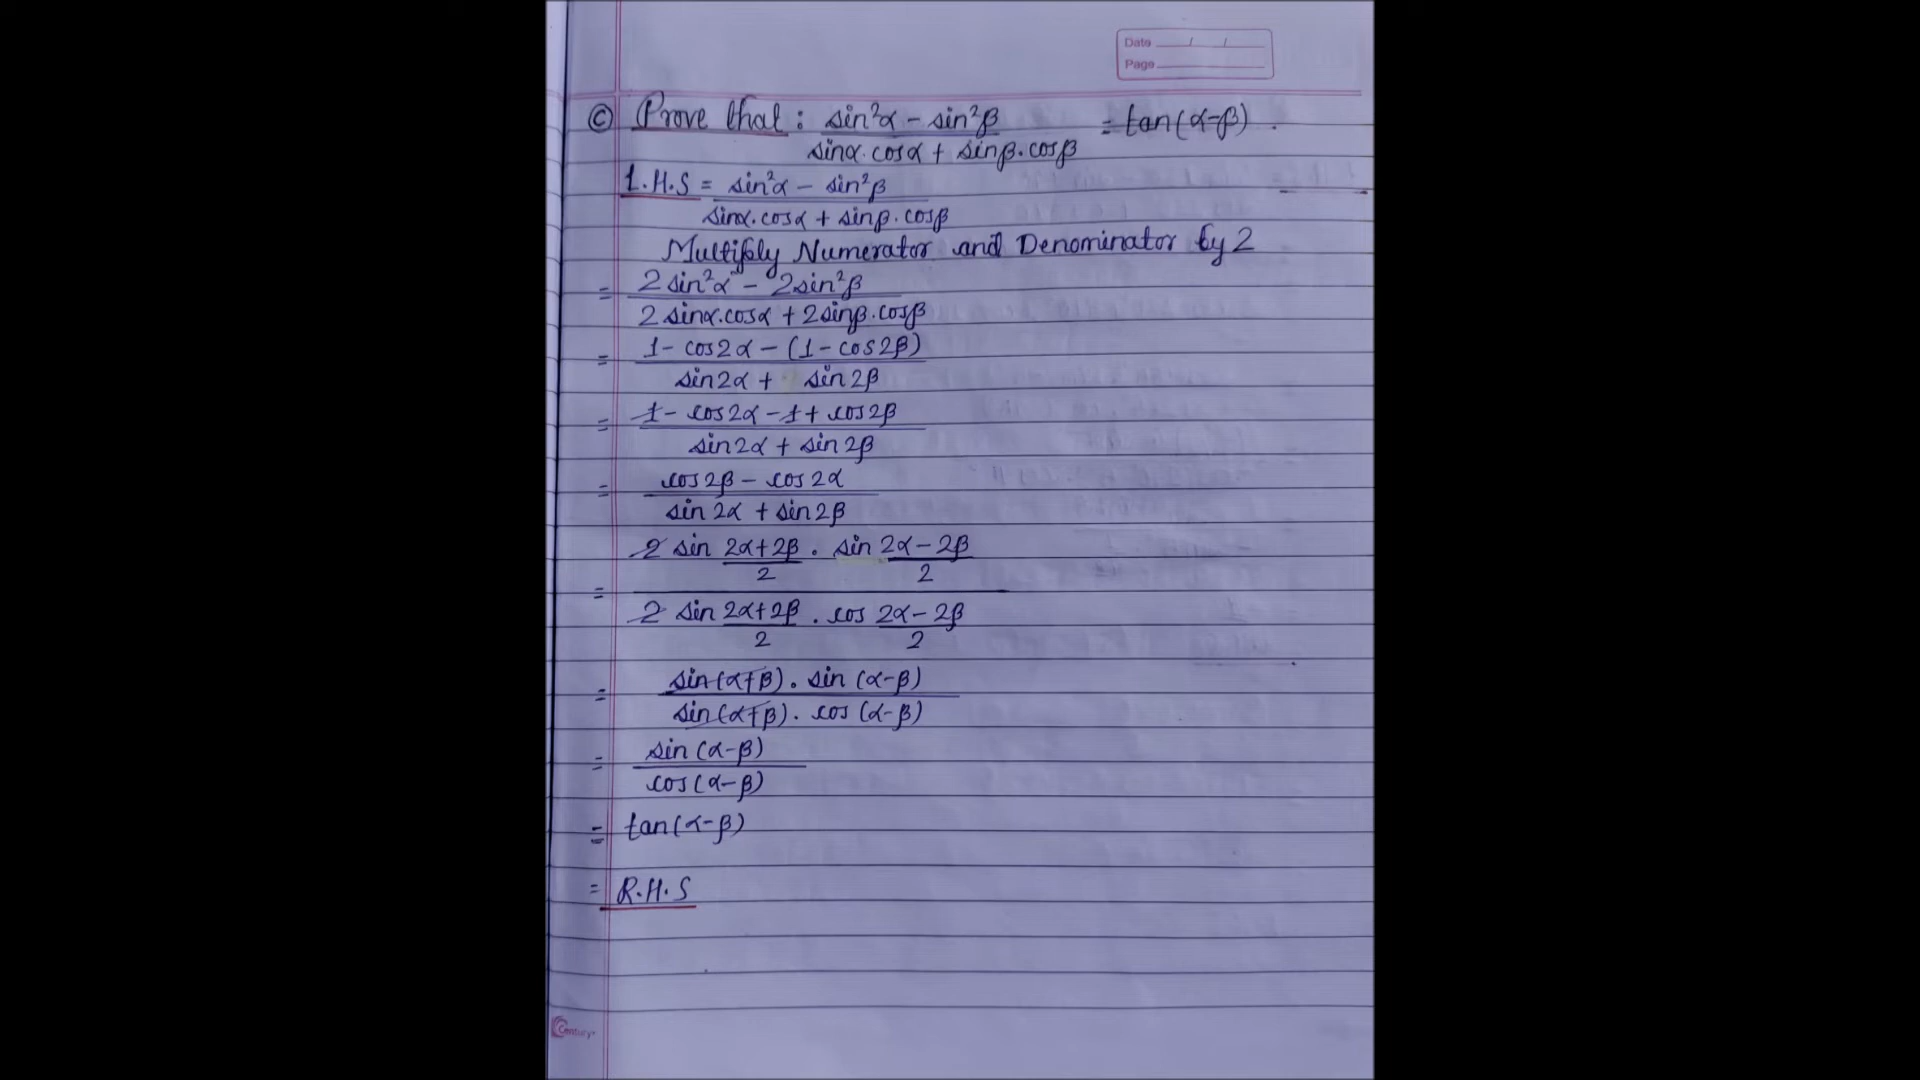 Date / /
Page
© Prove that : sin²α - sin²β / sinα.cosα + sinβ.cosβ = tan(α-β).
L.H.S = sin²α - sin²β / sinα.cosα + sinβ.cosβ
Multiply Numerator and Denominator by 2
= 2 sin²α - 2sin²β / 2 sinα.cosα + 2sinβ.cosβ
= 1 - cos2α - (1 - cos2β) / sin2α + sin2β
= 1 - cos2α - 1 + cos2β / sin2α + sin2β
= cos2β - cos2α / sin2α + sin2β
= 2 sin 2α+2β/2 . sin 2α-2β/2 / 2 sin 2α+2β/2 . cos 2α-2β/2
= sin(α+β). sin(α-β) / sin(α+β). cos(α-β)
= sin(α-β) / cos(α-β)
= tan(α-β)
= R.H.S
Century